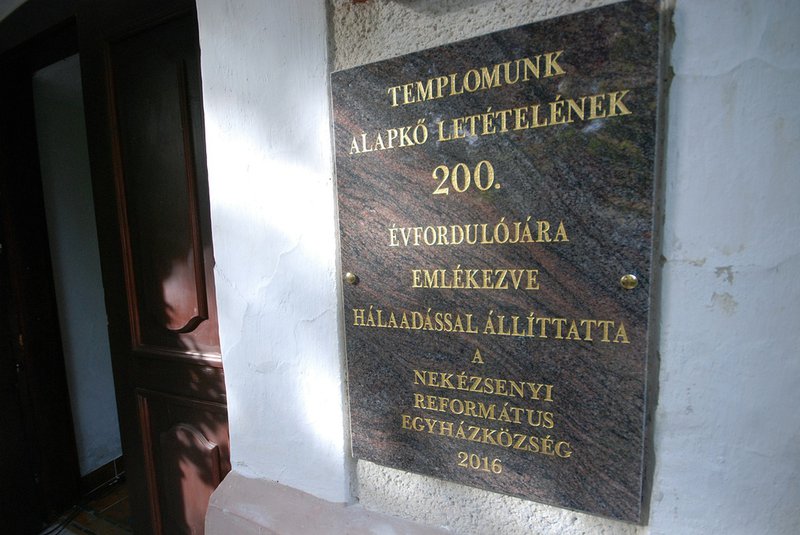 TEMPLOMUNK
ALAPKŐ LETÉTELÉNEK
200.
ÉVFORDULÓJÁRA
EMLÉKEZVE
HÁLAADÁSSAL ÁLLÍTTATTA
A
NEKÉZSENYI
REFORMÁTUS
EGYHÁZKÖZSÉG
2016